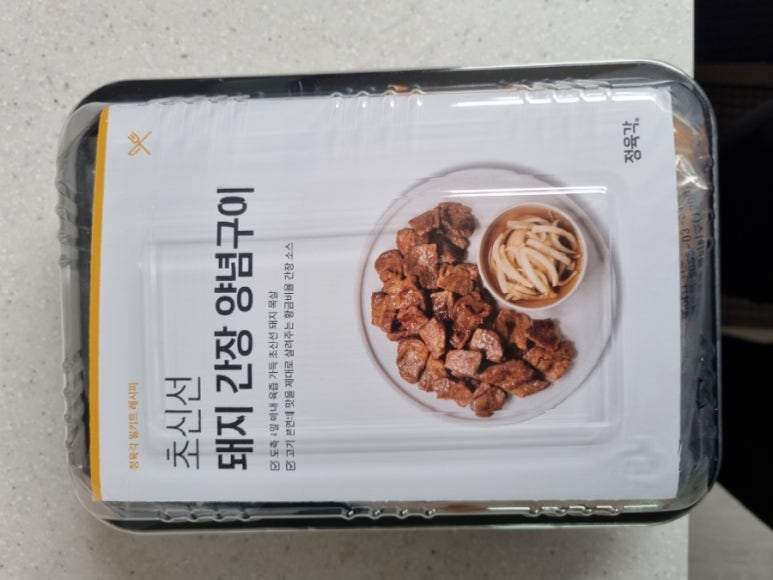 정육각 밀키트 레시피
초신선
돼지 간장 양념구이
도축 4일 이내 육즙 가득 초신선 돼지 목살
고기 본연의 맛을 제대로 살려주는 황금비율 간장 소스
정육각